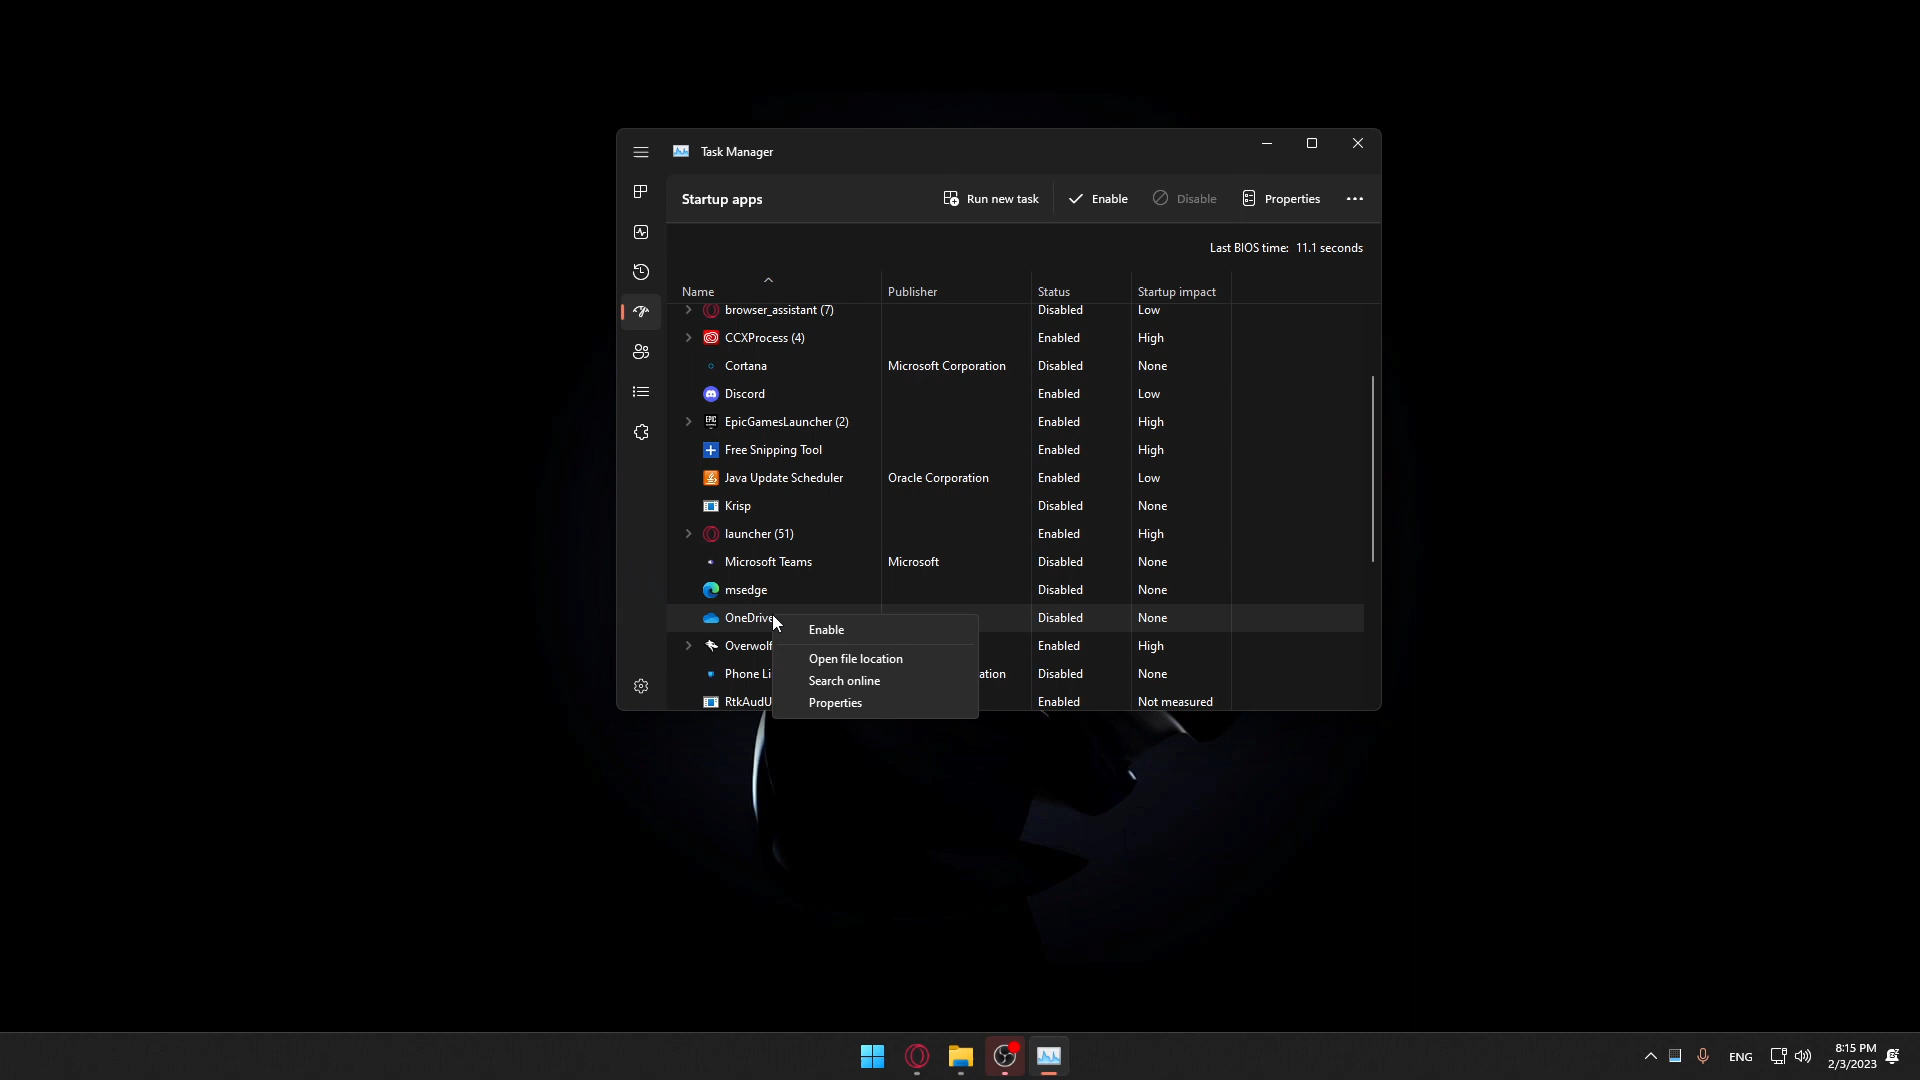 Task Manager
Startup apps
Run new task
Enable
Disable
Properties
Last BIOS time: 11.1 seconds
Name Publisher Status Startup impact
browser_assistant (7) Disabled Low
CCXProcess (4) Enabled High
Cortana Microsoft Corporation Disabled None
Discord Enabled Low
EPIC
EpicGamesLauncher (2) Enabled High
Free Snipping Tool Enabled High
Java Update Scheduler Oracle Corporation Enabled Low
Krisp Disabled None
launcher (51) Enabled High
Microsoft Teams Microsoft Disabled None
msedge Disabled None
OneDrive Disabled None
Enable
Overwolf Enabled High
Open file location
Phone Li ation Disabled None
Search online
RtkAudU Enabled Not measured
Properties
ENG
8:15 PM
2/3/2023